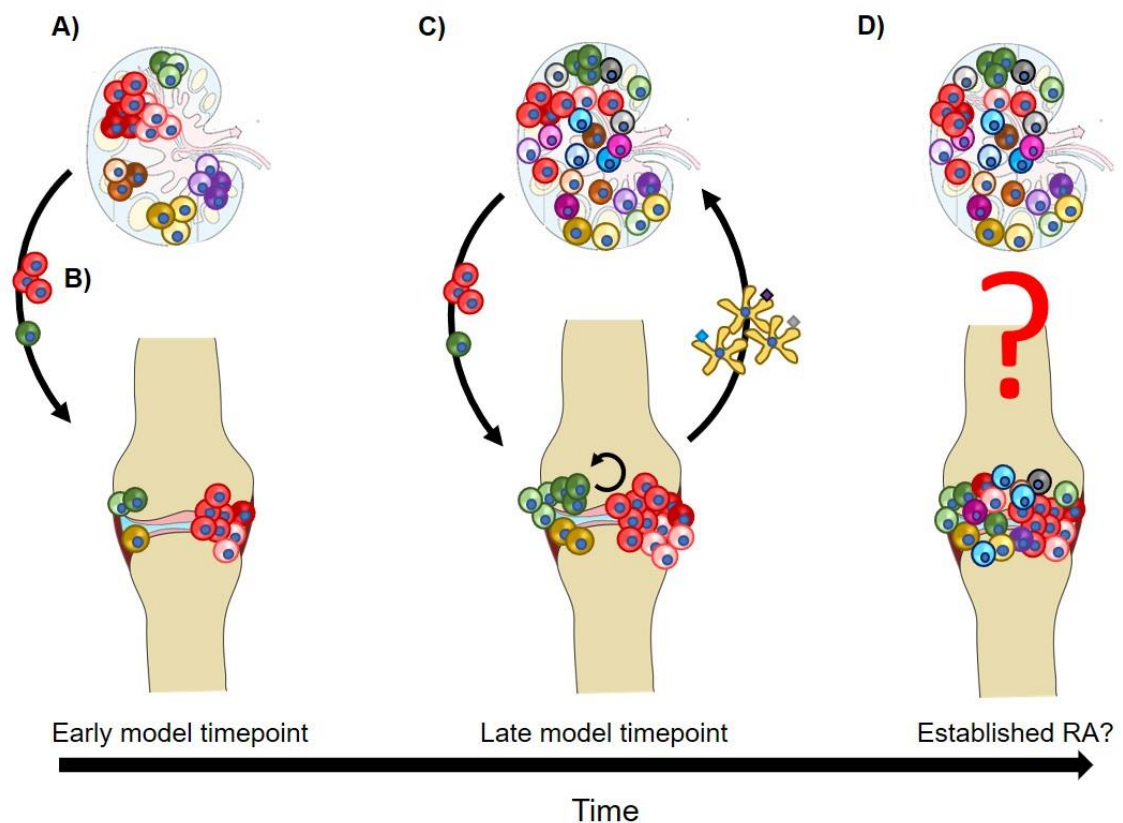 A)
C)
D)
B)
?
Early model timepoint
Late model timepoint
Established RA?
Time